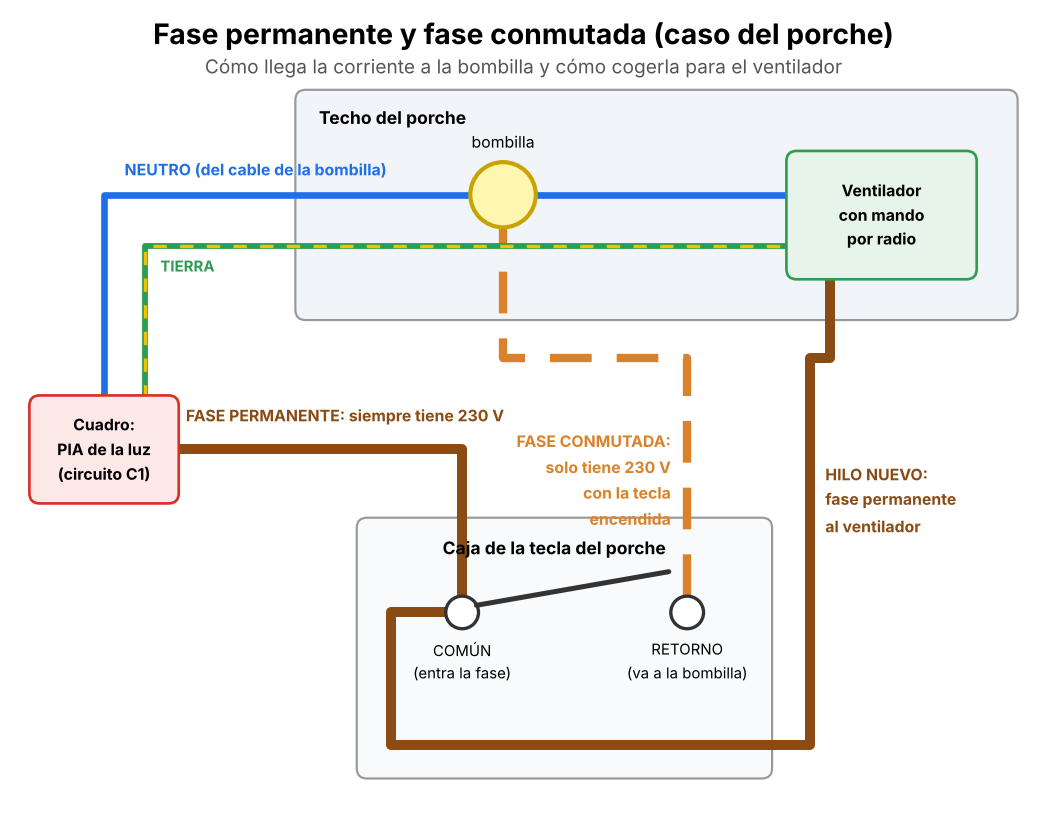 Fase permanente y fase conmutada (caso del porche)
Cómo llega la corriente a la bombilla y cómo cogerla para el ventilador
Techo del porche
bombilla
NEUTRO (del cable de la bombilla)
Ventilador
con mando
por radio
TIERRA
Cuadro:
PIA de la luz
(circuito C1)
FASE PERMANENTE: siempre tiene 230 V
FASE CONMUTADA:
solo tiene 230 V
con la tecla
encendida
HILO NUEVO:
fase permanente
al ventilador
Caja de la tecla del porche
COMÚN
(entra la fase)
RETORNO
(va a la bombilla)